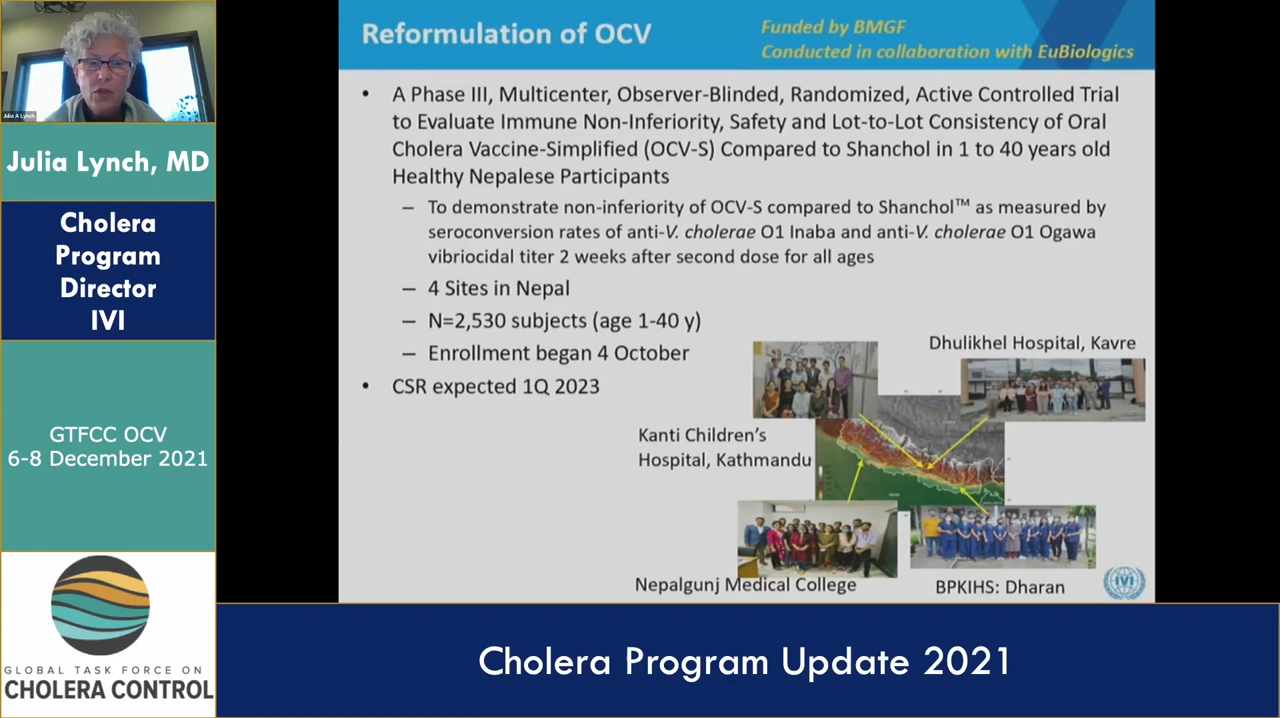 Julia A Lynch
Julia Lynch, MD
Cholera
Program
Director
IVI
GTFCC OCV
6-8 December 2021
GLOBAL TASK FORCE ON
CHOLERA CONTROL
Reformulation of OCV
Funded by BMGF
Conducted in collaboration with EuBiologics
• A Phase III, Multicenter, Observer-Blinded, Randomized, Active Controlled Trial
to Evaluate Immune Non-Inferiority, Safety and Lot-to-Lot Consistency of Oral
Cholera Vaccine-Simplified (OCV-S) Compared to Shanchol in 1 to 40 years old
Healthy Nepalese Participants
– To demonstrate non-inferiority of OCV-S compared to Shanchol™ as measured by
seroconversion rates of anti-V. cholerae O1 Inaba and anti-V. cholerae O1 Ogawa
vibriocidal titer 2 weeks after second dose for all ages
– 4 Sites in Nepal
– N=2,530 subjects (age 1-40 y)
– Enrollment began 4 October
• CSR expected 1Q 2023
Dhulikhel Hospital, Kavre
Kanti Children's
Hospital, Kathmandu
Nepalgunj Medical College
BPKIHS: Dharan
IVI
Cholera Program Update 2021